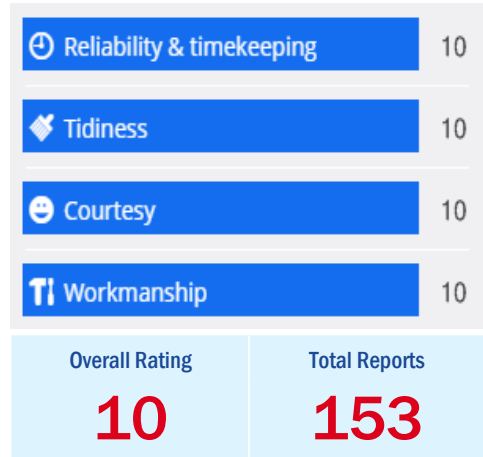 Reliability & timekeeping 10
Tidiness 10
Courtesy 10
Workmanship 10
Overall Rating Total Reports
10 153